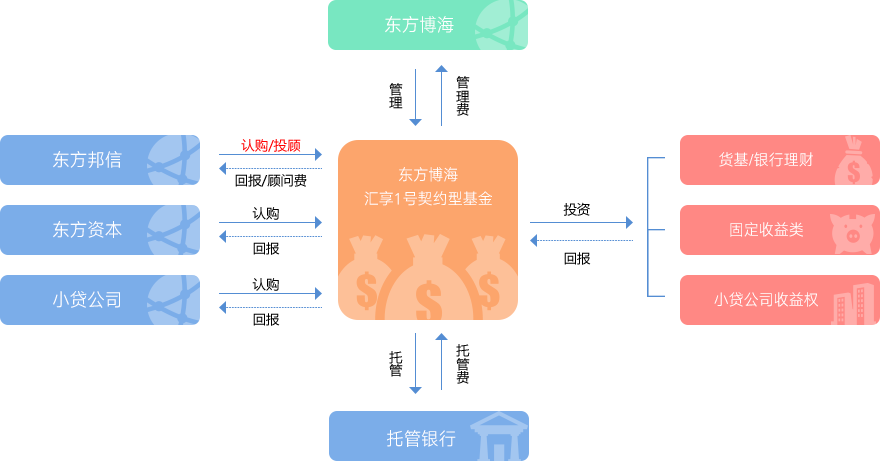 东方博海
管理
管理费
东方邦信
认购/投顾
回报/顾问费
东方资本
认购
回报
小贷公司
认购
回报
东方博海
汇享1号契约型基金
投资
回报
货基/银行理财
固定收益类
小贷公司收益权
托管
托管费
托管银行